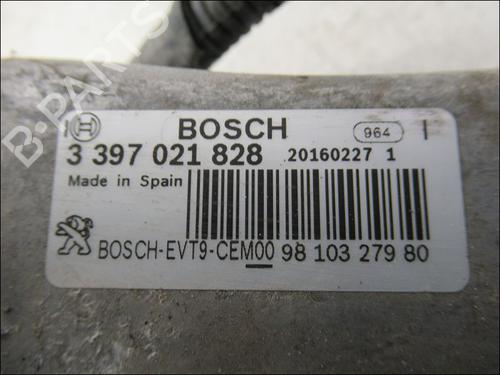 BOSCH
964
3 397 021 828 20160227 1
Made in Spain
BOSCH-EVT9-CEM00 98 103 279 80
B-PARTS